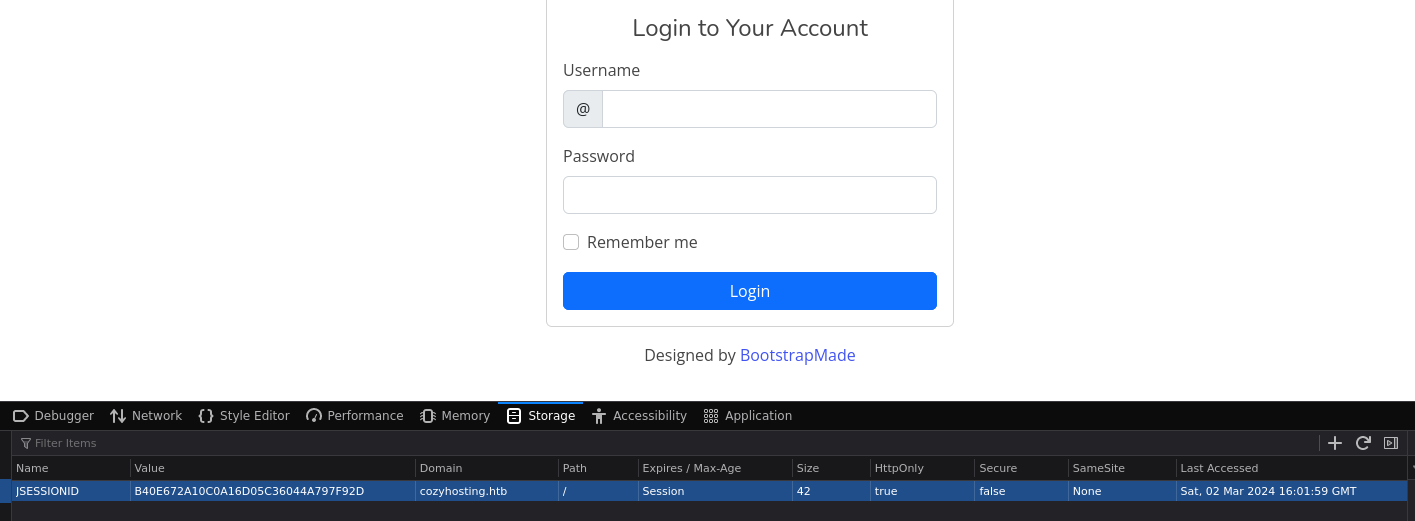 Login to Your Account
Username
@
Password
Remember me
Login
Designed by BootstrapMade
Debugger Network Style Editor Performance Memory Storage Accessibility Application
Filter Items
Name Value Domain Path Expires / Max-Age Size HttpOnly Secure SameSite Last Accessed
JSESSIONID B40E672A10C0A16D05C36044A797F92D cozyhosting.htb / Session 42 true false None Sat, 02 Mar 2024 16:01:59 GMT